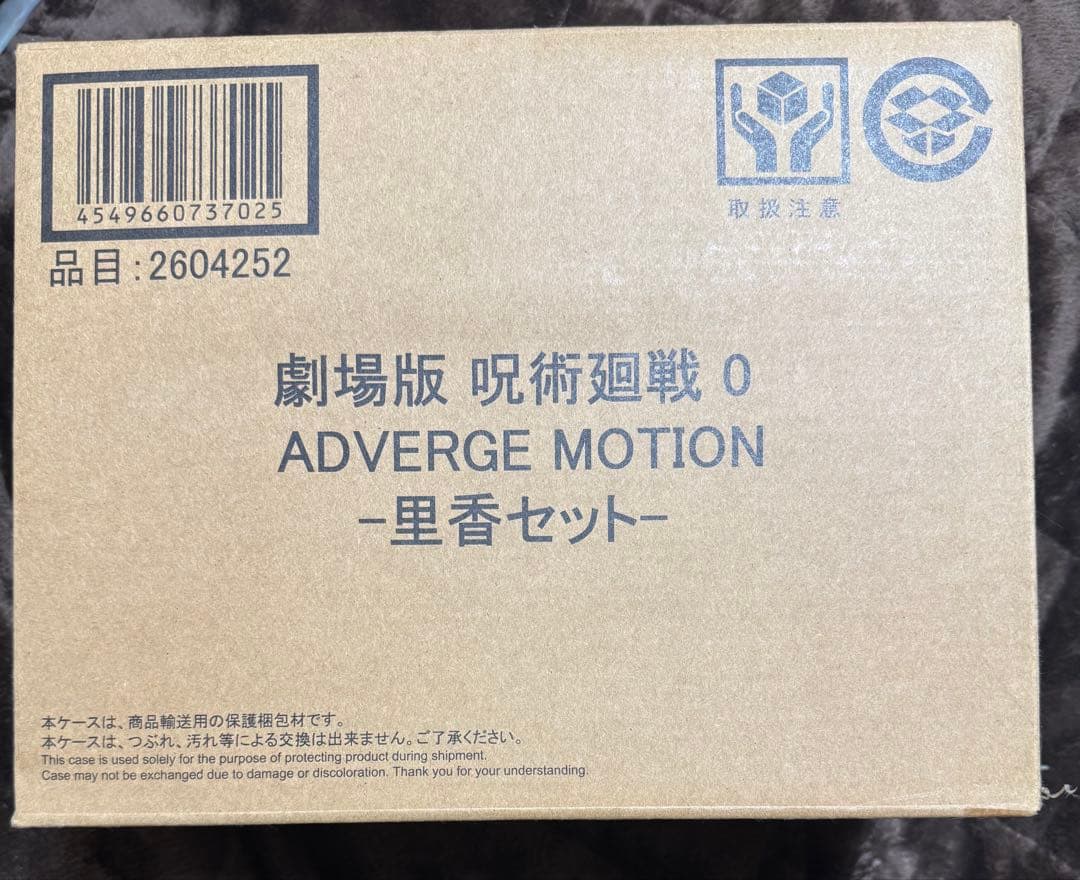 4549660737025
品目:2604252
取扱注意
劇場版 呪術廻戦 0
ADVERGE MOTION
-里香セット-
本ケースは、商品輸送用の保護梱包材です。
本ケースは、つぶれ、汚れ等による交換は出来ません。ご了承ください。
This case is used solely for the purpose of protecting product during shipment.
Case may not be exchanged due to damage or discoloration. Thank you for your understanding.